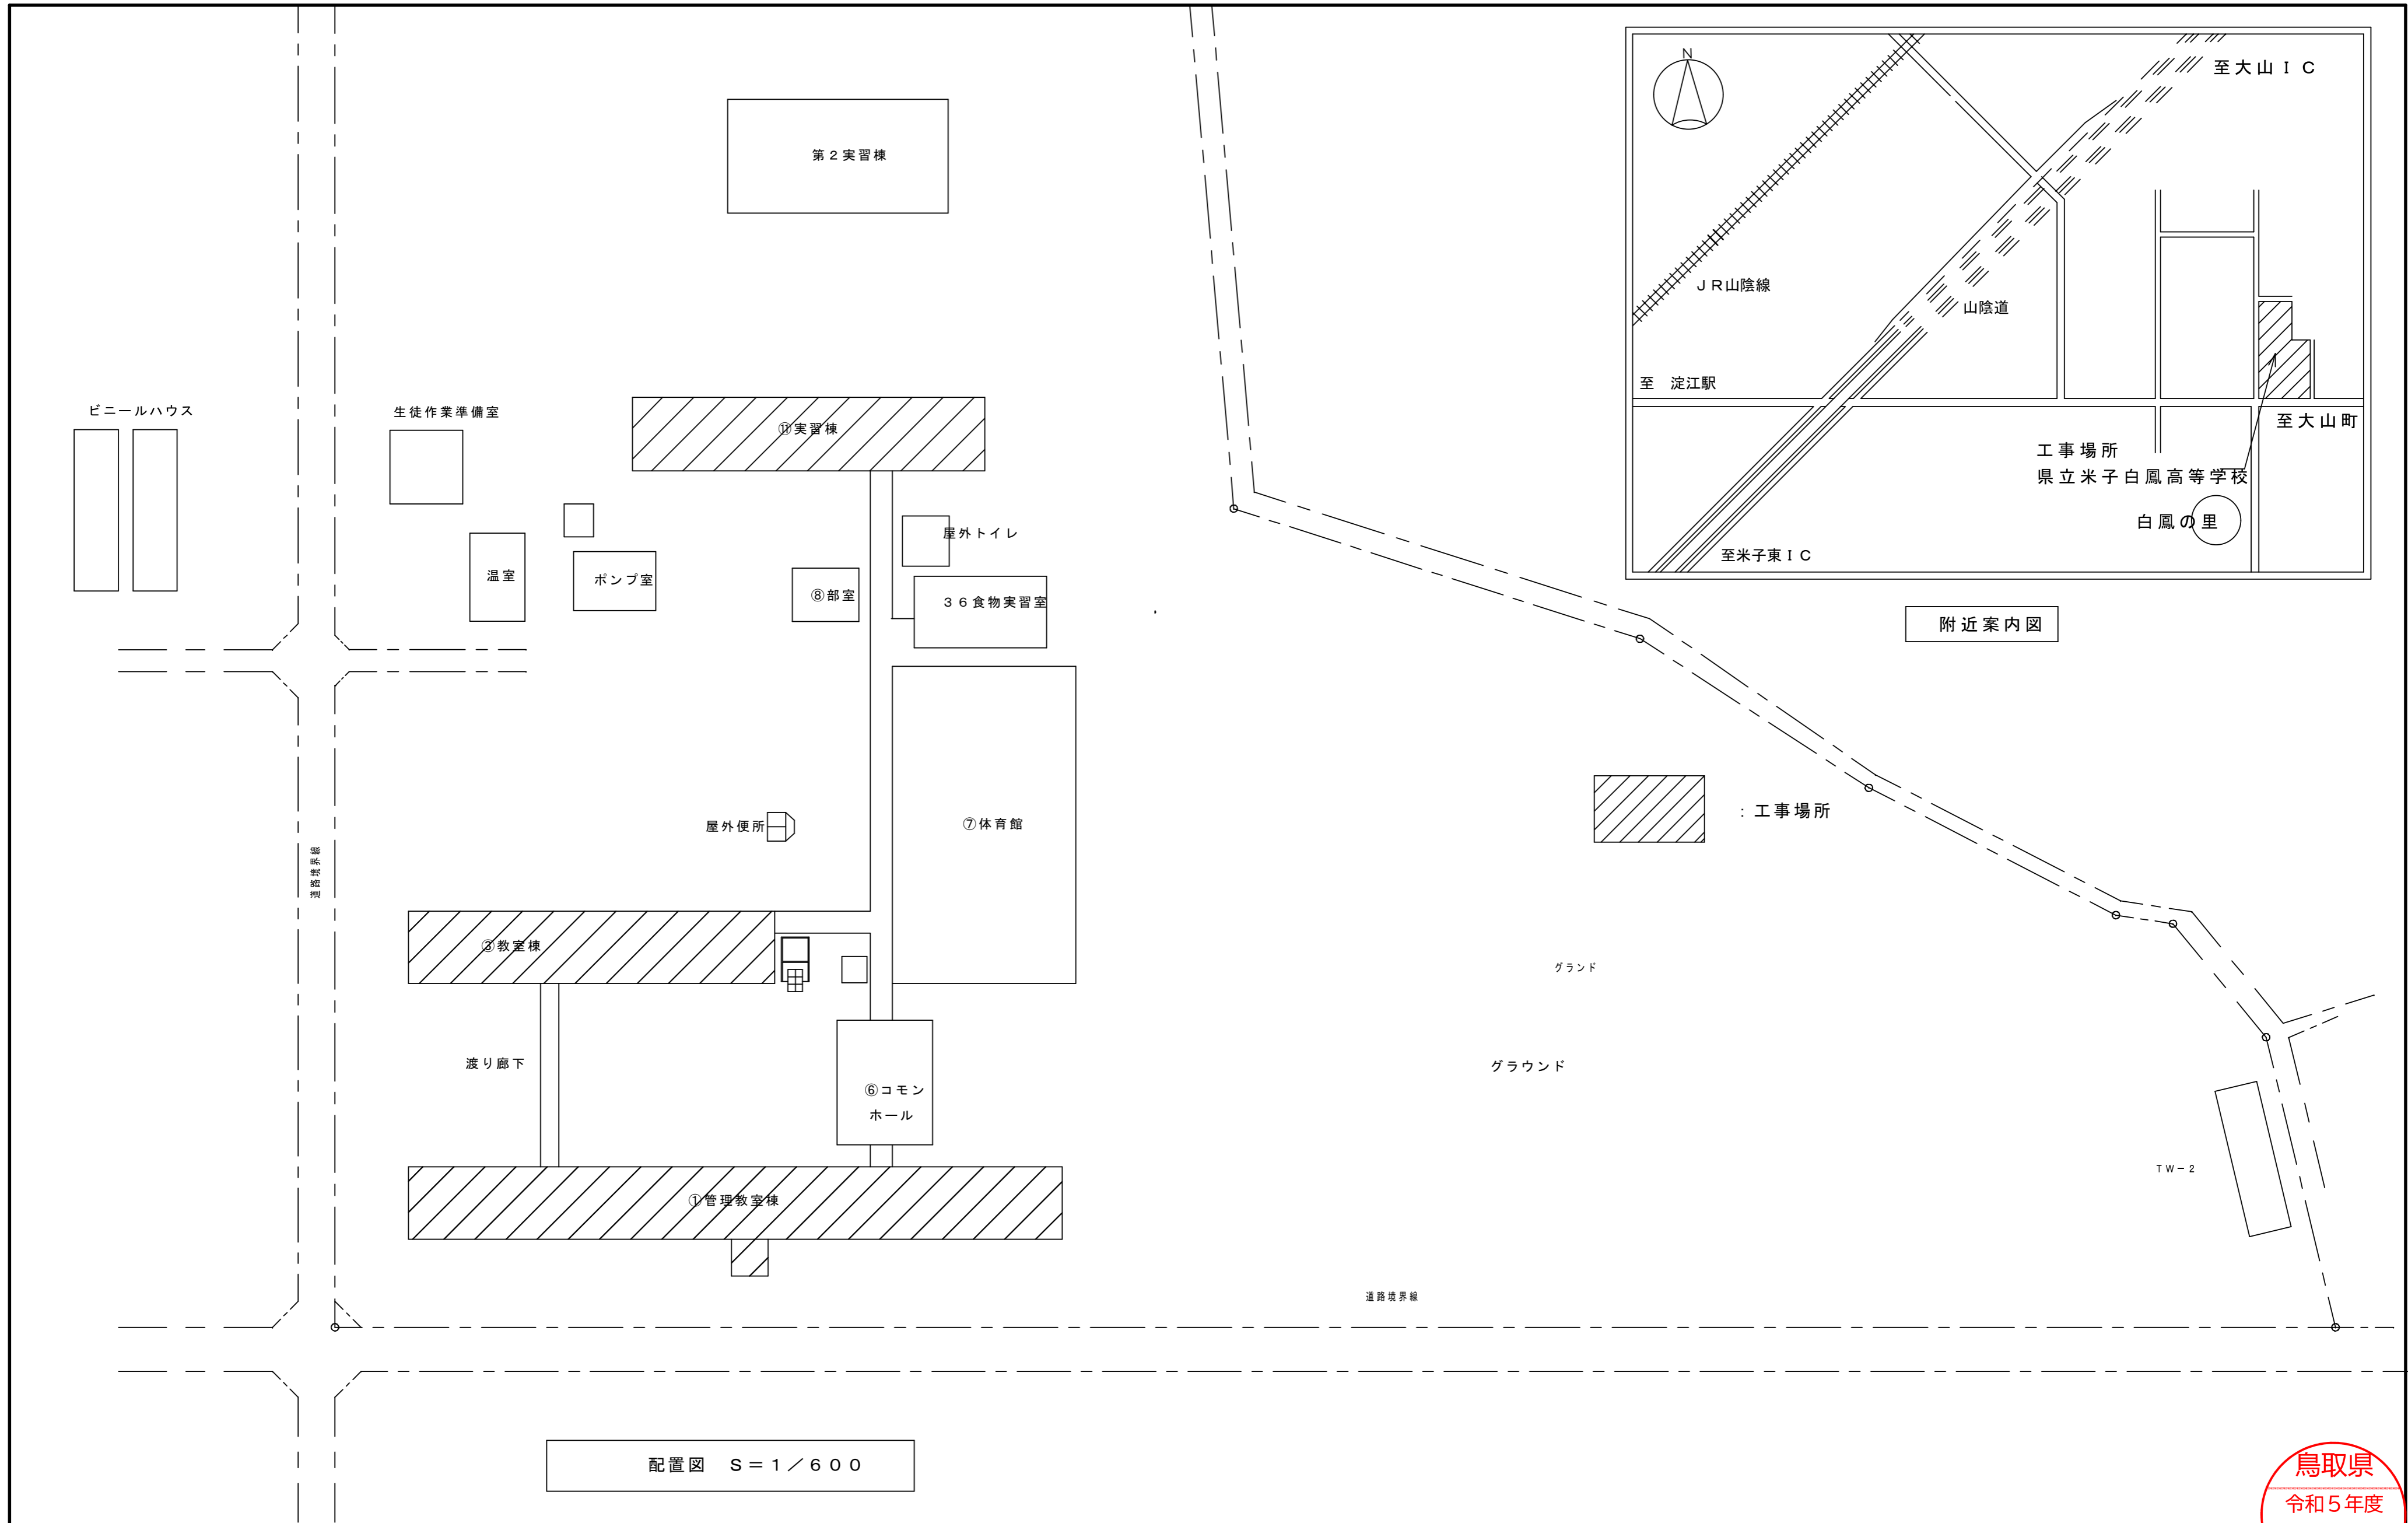 N
至大山ＩＣ
第２実習棟
ＪＲ山陰線
山陰道
至　淀江駅
至大山町
工事場所
県立米子白鳳高等学校
白鳳の里
至米子東ＩＣ
附近案内図
ビニールハウス
生徒作業準備室
⑪実習棟
屋外トイレ
温室
ポンプ室
⑧部室
３６食物実習室
：工事場所
屋外便所
⑦体育館
道路境界線
③教室棟
グランド
渡り廊下
グラウンド
⑥コモン
ホール
ＴＷ－２
①管理教室棟
道路境界線
配置図　Ｓ＝１／６００
鳥取県
令和５年度